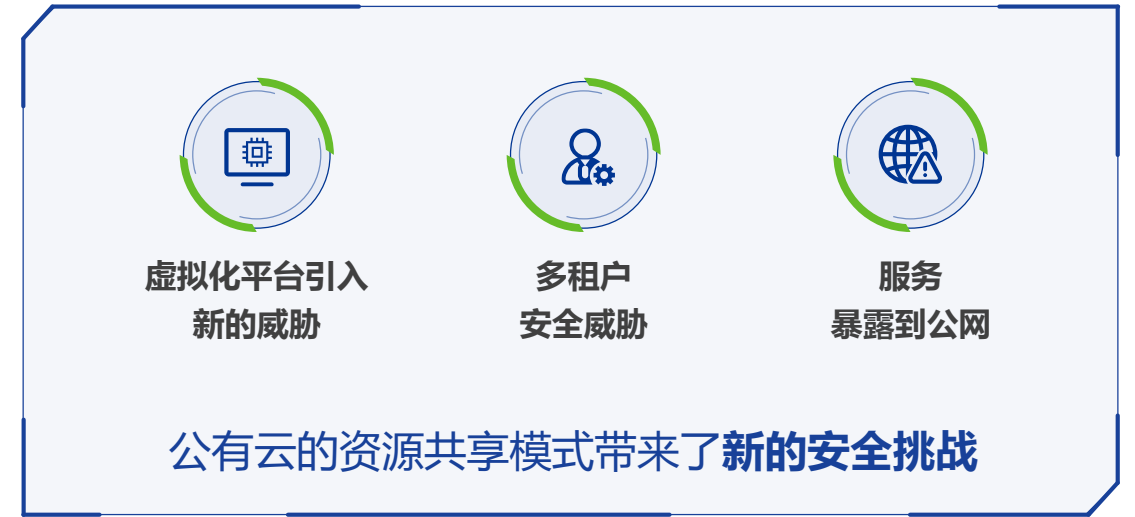 虚拟化平台引入
新的威胁
多租户
安全威胁
服务
暴露到公网
公有云的资源共享模式带来了新的安全挑战